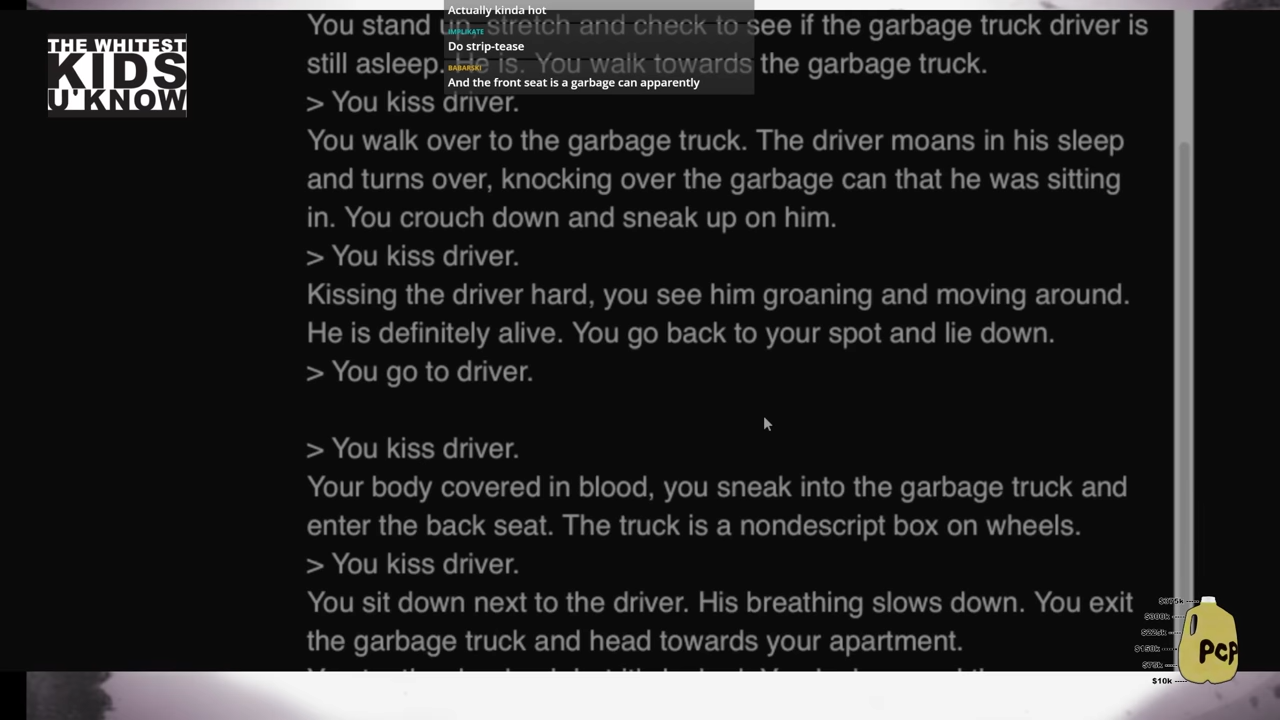 Actually kinda hot
IMPLIKATE
Do strip-tease
BABARSKI
And the front seat is a garbage can apparently
THE WHITEST
KIDS
U'KNOW
You stand up, stretch and check to see if the garbage truck driver is
still asleep. He is. You walk towards the garbage truck.
> You kiss driver.
You walk over to the garbage truck. The driver moans in his sleep
and turns over, knocking over the garbage can that he was sitting
in. You crouch down and sneak up on him.
> You kiss driver.
Kissing the driver hard, you see him groaning and moving around.
He is definitely alive. You go back to your spot and lie down.
> You go to driver.
> You kiss driver.
Your body covered in blood, you sneak into the garbage truck and
enter the back seat. The truck is a nondescript box on wheels.
> You kiss driver.
You sit down next to the driver. His breathing slows down. You exit
the garbage truck and head towards your apartment.
$300k
$225k
$150k
$75k
$10k
PCP